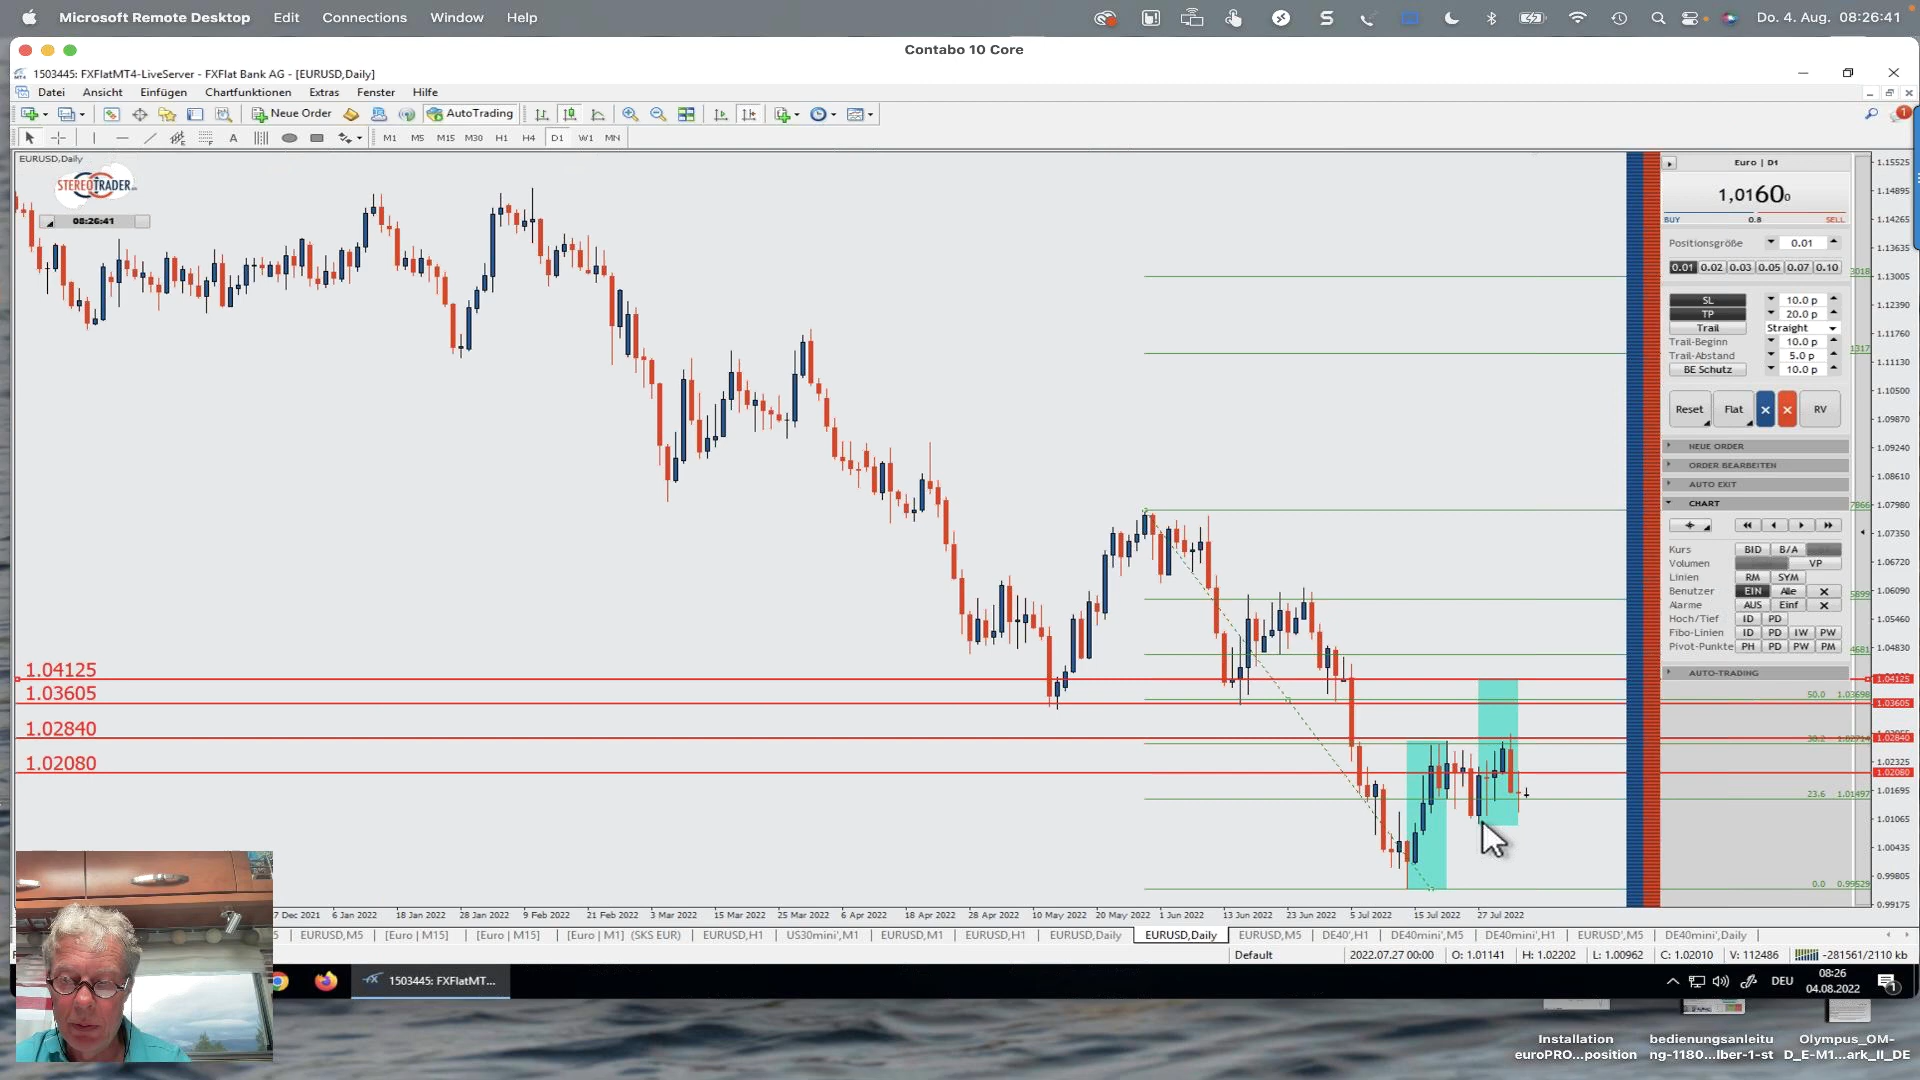 Microsoft Remote Desktop Edit Connections Window Help
Do. 4. Aug. 08:26:41
Contabo 10 Core
1503445: FXFlatMT4-LiveServer - FXFlat Bank AG - [EURUSD,Daily]
Datei Ansicht Einfügen Chartfunktionen Extras Fenster Hilfe
Neue Order AutoTrading
1
A M1 M5 M15 M30 H1 H4 D1 W1 MN
EURUSD,Daily
STEREOTRADER
08:26:41
1.04125
1.03605
1.02840
1.02080
50.0 1.03698
23.6 1.01497
0.0 0.99529
Euro | D1
1,01600
BUY 0.8 SELL
Positionsgröße 0.01
0.01 0.02 0.03 0.05 0.07 0.10
SL 10.0 p
TP 20.0 p
Trail Straight
Trail-Beginn 10.0 p
Trail-Abstand 5.0 p
BE Schutz 10.0 p
Reset Flat × × RV
NEUE ORDER
ORDER BEARBEITEN
AUTO EXIT
CHART
Kurs BID B/A
Volumen VP
Linien RM SYM
Benutzer EIN Alle X
Alarme AUS Einf X
Hoch/Tief ID PD
Fibo-Linien ID PD IW PW
Pivot-Punkte PH PD PW PM
AUTO-TRADING
1.15525
1.14895
1.14265
1.13635
1.13005
1.12390
1.11760
1.11130
1.10500
1.09870
1.09240
1.08610
1.07980
1.07350
1.06720
1.06090
1.05460
1.04830
1.04125
1.03605
1.02840
1.02325
1.02080
1.01695
1.01065
1.00435
0.99805
0.99175
7 Dec 2021 6 Jan 2022 18 Jan 2022 28 Jan 2022 9 Feb 2022 21 Feb 2022 3 Mar 2022 15 Mar 2022 25 Mar 2022 6 Apr 2022 18 Apr 2022 28 Apr 2022 10 May 2022 20 May 2022 1 Jun 2022 13 Jun 2022 23 Jun 2022 5 Jul 2022 15 Jul 2022 27 Jul 2022
5 EURUSD,M5 [Euro | M15] [Euro | M15] [Euro | M1] (SKS EUR) EURUSD,H1 US30mini',M1 EURUSD,M1 EURUSD,H1 EURUSD,Daily EURUSD,Daily EURUSD,M5 DE40',H1 DE40mini',M5 DE40mini',H1 EURUSD',M5 DE40mini',Daily
Default 2022.07.27 00:00 O: 1.01141 H: 1.02202 L: 1.00962 C: 1.02010 V: 112486 -281561/2110 kb
1503445: FXFlatMT...
DEU 08:26
04.08.2022
1
Installation bedienungsanleitu Olympus_OM-
euroPRO...position ng-1180...lber-1-st D_E-M1...ark_II_DE